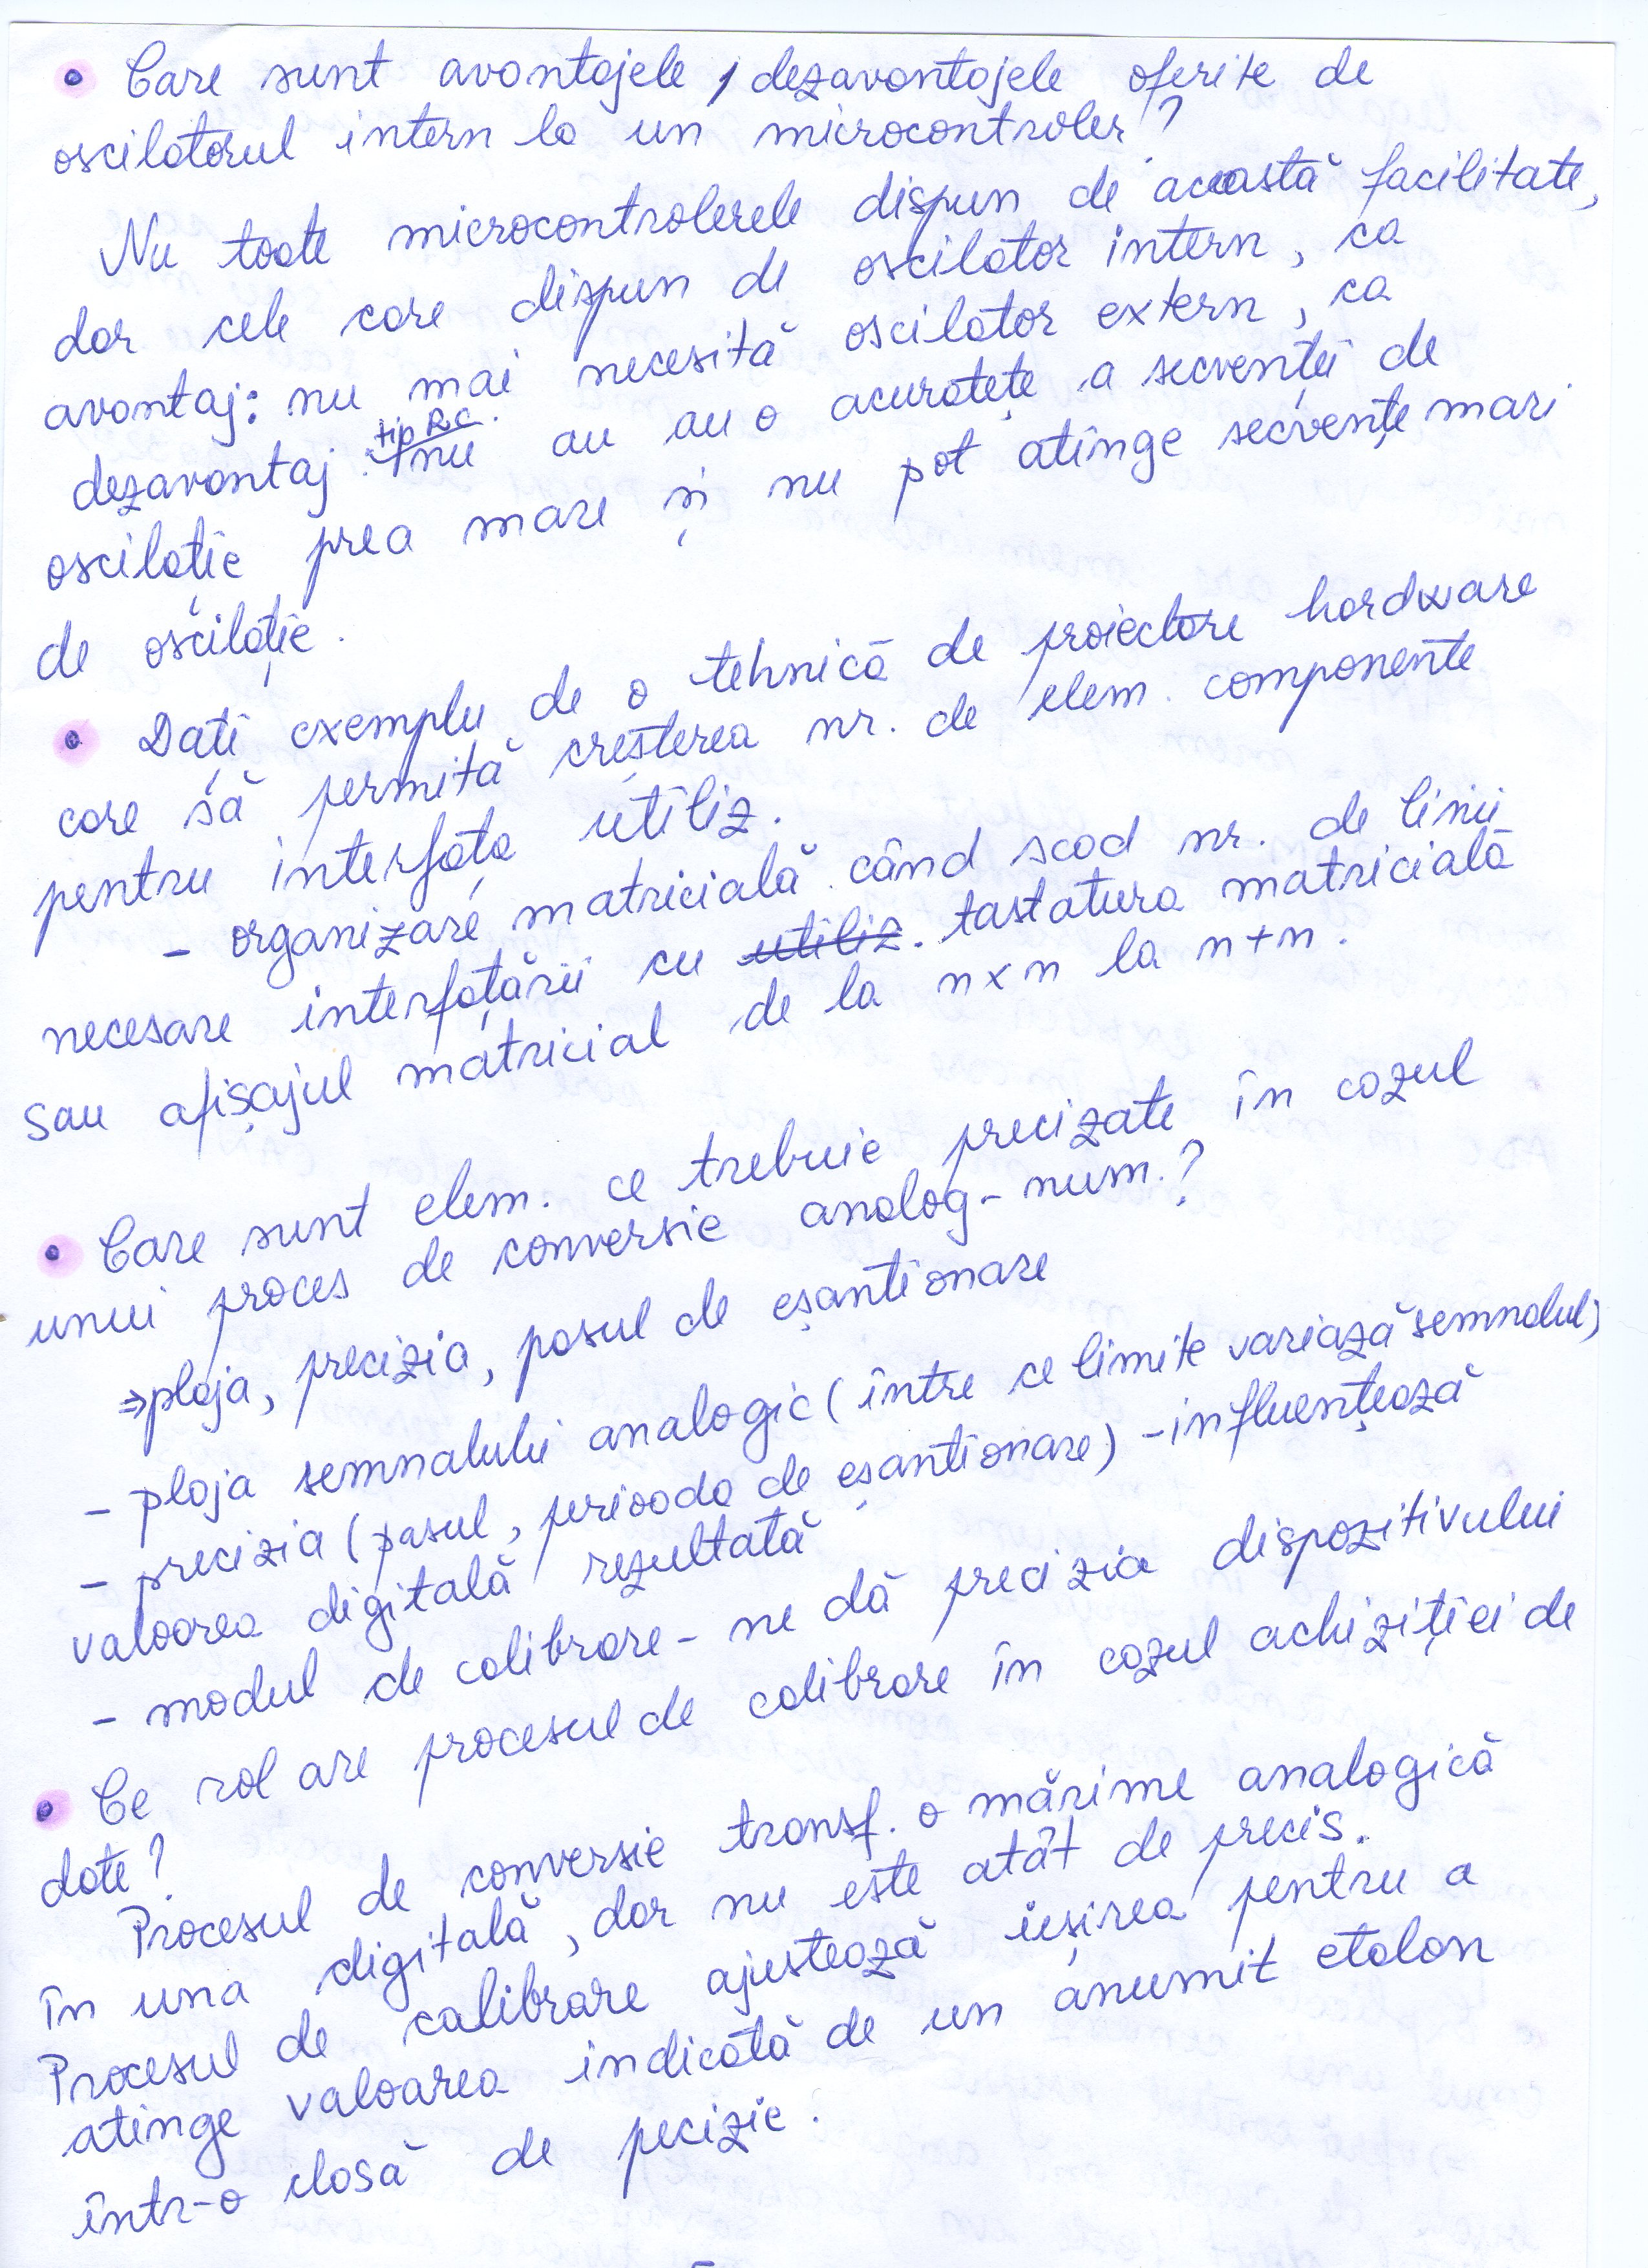 • Care sunt avantajele / dezavantajele oferite de
oscilatorul intern la un microcontroler?
Nu toate microcontrolerele dispun de această facilitate,
dar cele care dispun de oscilator intern, ca
avantaj: nu mai necesită oscilator extern, ca
dezavantaj: tip RC nu au au o acuratețe a secvenței de
oscilație prea mare și nu pot atinge secvențe mari
de oscilație.
• Dați exemplu de o tehnică de proiectare hardware
care să permită creșterea nr. de elem. componente
pentru interfața utiliz.
- organizare matricială când scad nr. de linii
necesare interfațării cu utiliz. tastatura matricială
sau afișajul matricial de la n×n la n+n.
• Care sunt elem. ce trebuie precizate în cazul
unui proces de conversie analog-num.?
⇒ plaja, precizia, pasul de eșantionare
- plaja semnalului analogic (între ce limite variază semnalul)
- precizia (pasul, perioada de eșantionare) - influențează
valoarea digitală rezultată
- modul de calibrare - ne dă precizia dispozitivului
• Ce rol are procesul de calibrare în cazul achiziției de
date?
Procesul de conversie transf. o mărime analogică
în una digitală, dar nu este atât de precis.
Procesul de calibrare ajustează ieșirea pentru a
atinge valoarea indicată de un anumit etalon
într-o clasă de pecizie.